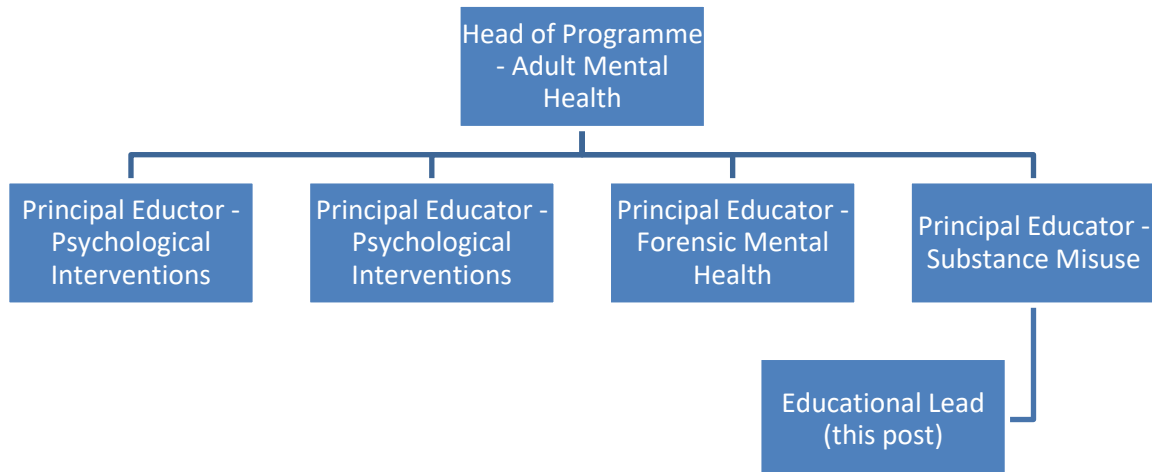 Head of Programme
- Adult Mental
Health
Principal Eductor -
Psychological
Interventions
Principal Educator -
Psychological
Interventions
Principal Educator -
Forensic Mental
Health
Principal Educator -
Substance Misuse
Educational Lead
(this post)